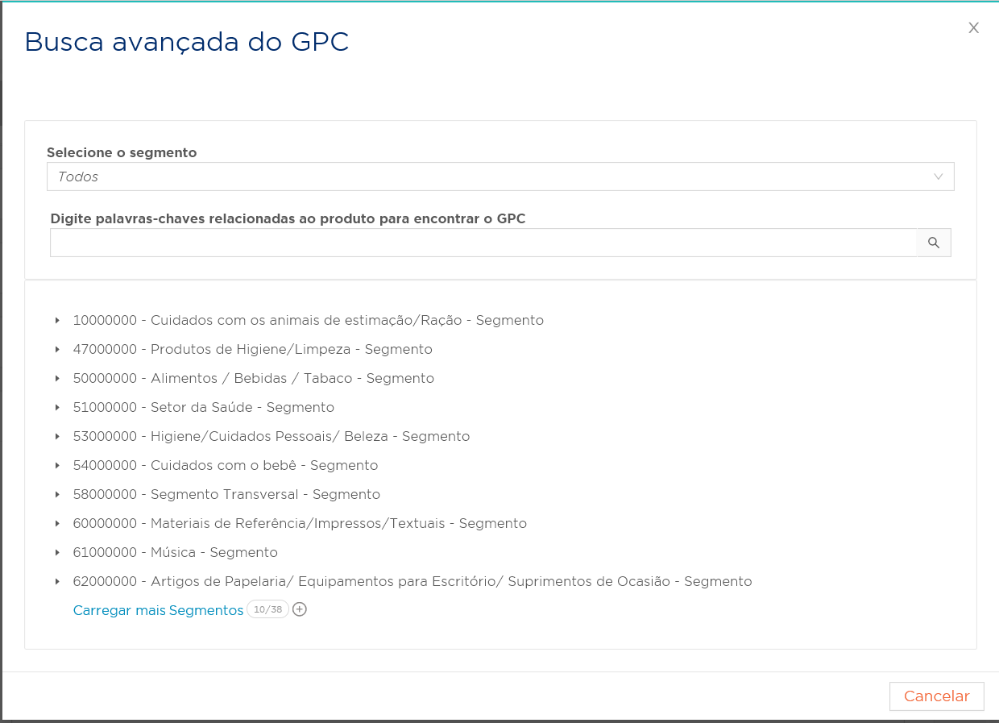 Busca avançada do GPC
X
Selecione o segmento
Todos
Digite palavras-chaves relacionadas ao produto para encontrar o GPC
10000000 - Cuidados com os animais de estimação/Ração - Segmento
47000000 - Produtos de Higiene/Limpeza - Segmento
50000000 - Alimentos / Bebidas / Tabaco - Segmento
51000000 - Setor da Saúde - Segmento
53000000 - Higiene/Cuidados Pessoais/ Beleza - Segmento
54000000 - Cuidados com o bebê - Segmento
58000000 - Segmento Transversal - Segmento
60000000 - Materiais de Referência/Impressos/Textuais - Segmento
61000000 - Música - Segmento
62000000 - Artigos de Papelaria/ Equipamentos para Escritório/ Suprimentos de Ocasião - Segmento
Carregar mais Segmentos 10/38
Cancelar